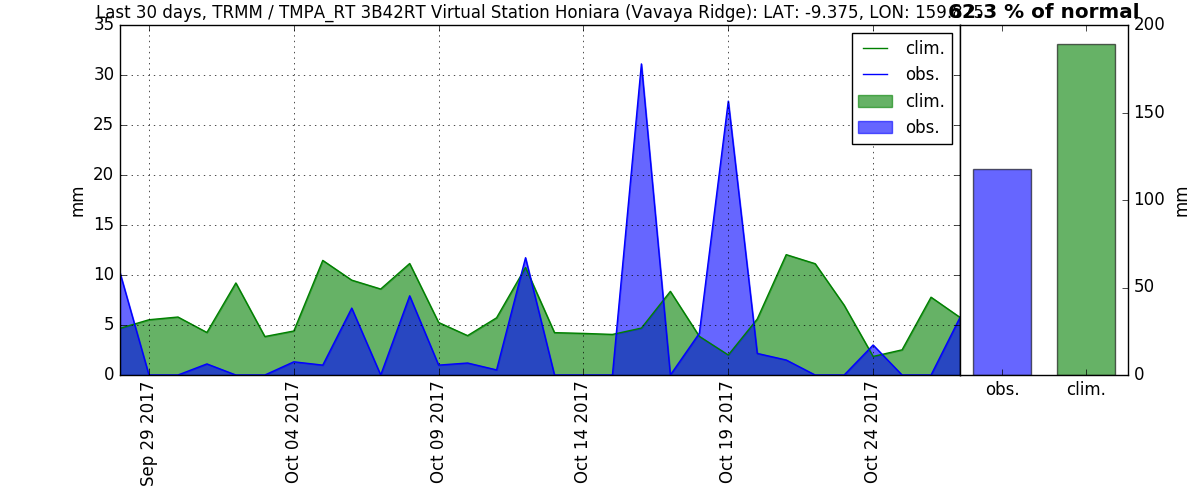 Last 30 days, TRMM / TMPA_RT 3B42RT Virtual Station Honiara (Vavaya Ridge): LAT: -9.375, LON:
62.3 % of normal
35
30
25
20
15
10
5
0
mm
clim.
obs.
clim.
obs.
200
150
100
50
0
mm
obs.
clim.
Sep 29 2017
Oct 04 2017
Oct 09 2017
Oct 14 2017
Oct 19 2017
Oct 24 2017